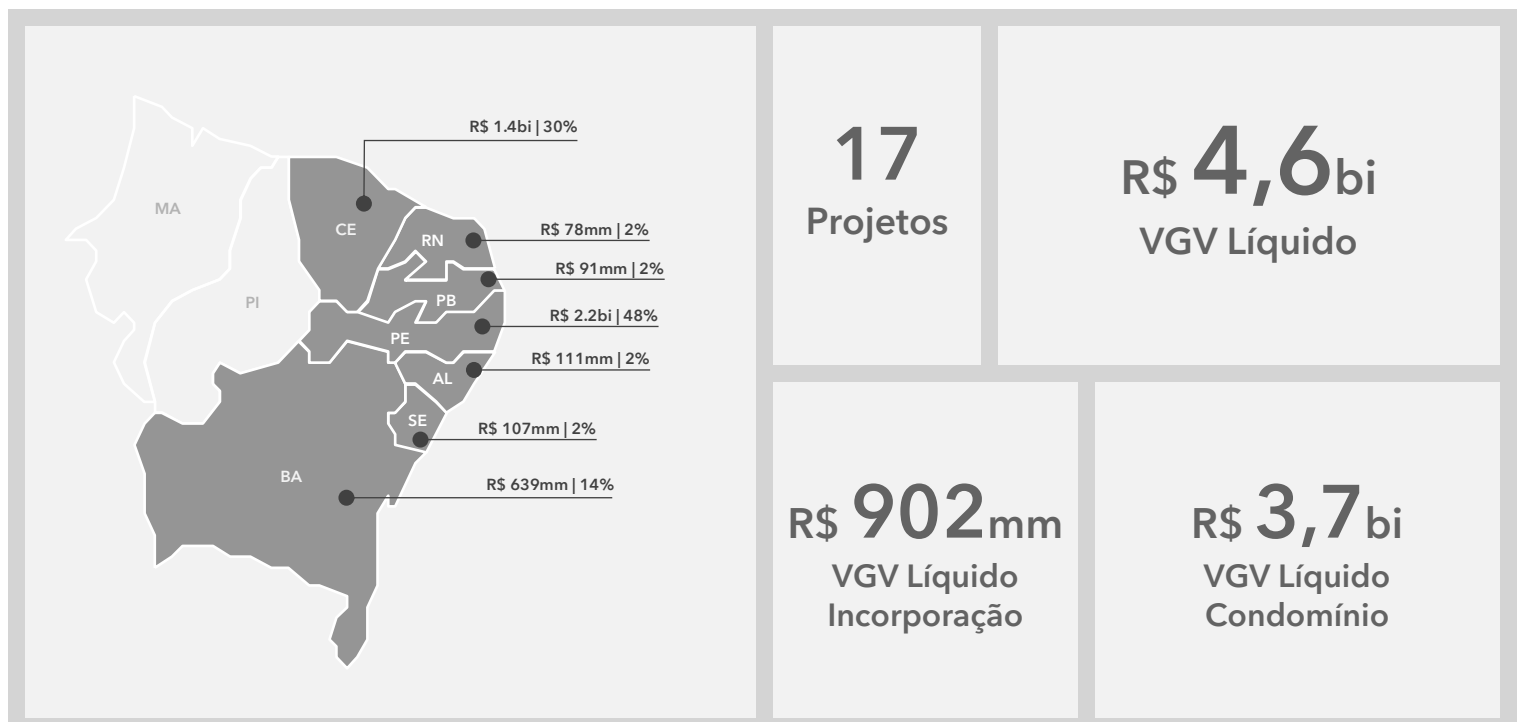 R$ 1.4bi | 30%
MA
CE
R$ 78mm | 2%
RN
R$ 91mm | 2%
PI
PB
R$ 2.2bi | 48%
PE
R$ 111mm | 2%
AL
SE
R$ 107mm | 2%
BA
R$ 639mm | 14%
17
Projetos
R$ 4,6bi
VGV Líquido
R$ 902mm
VGV Líquido
Incorporação
R$ 3,7bi
VGV Líquido
Condomínio